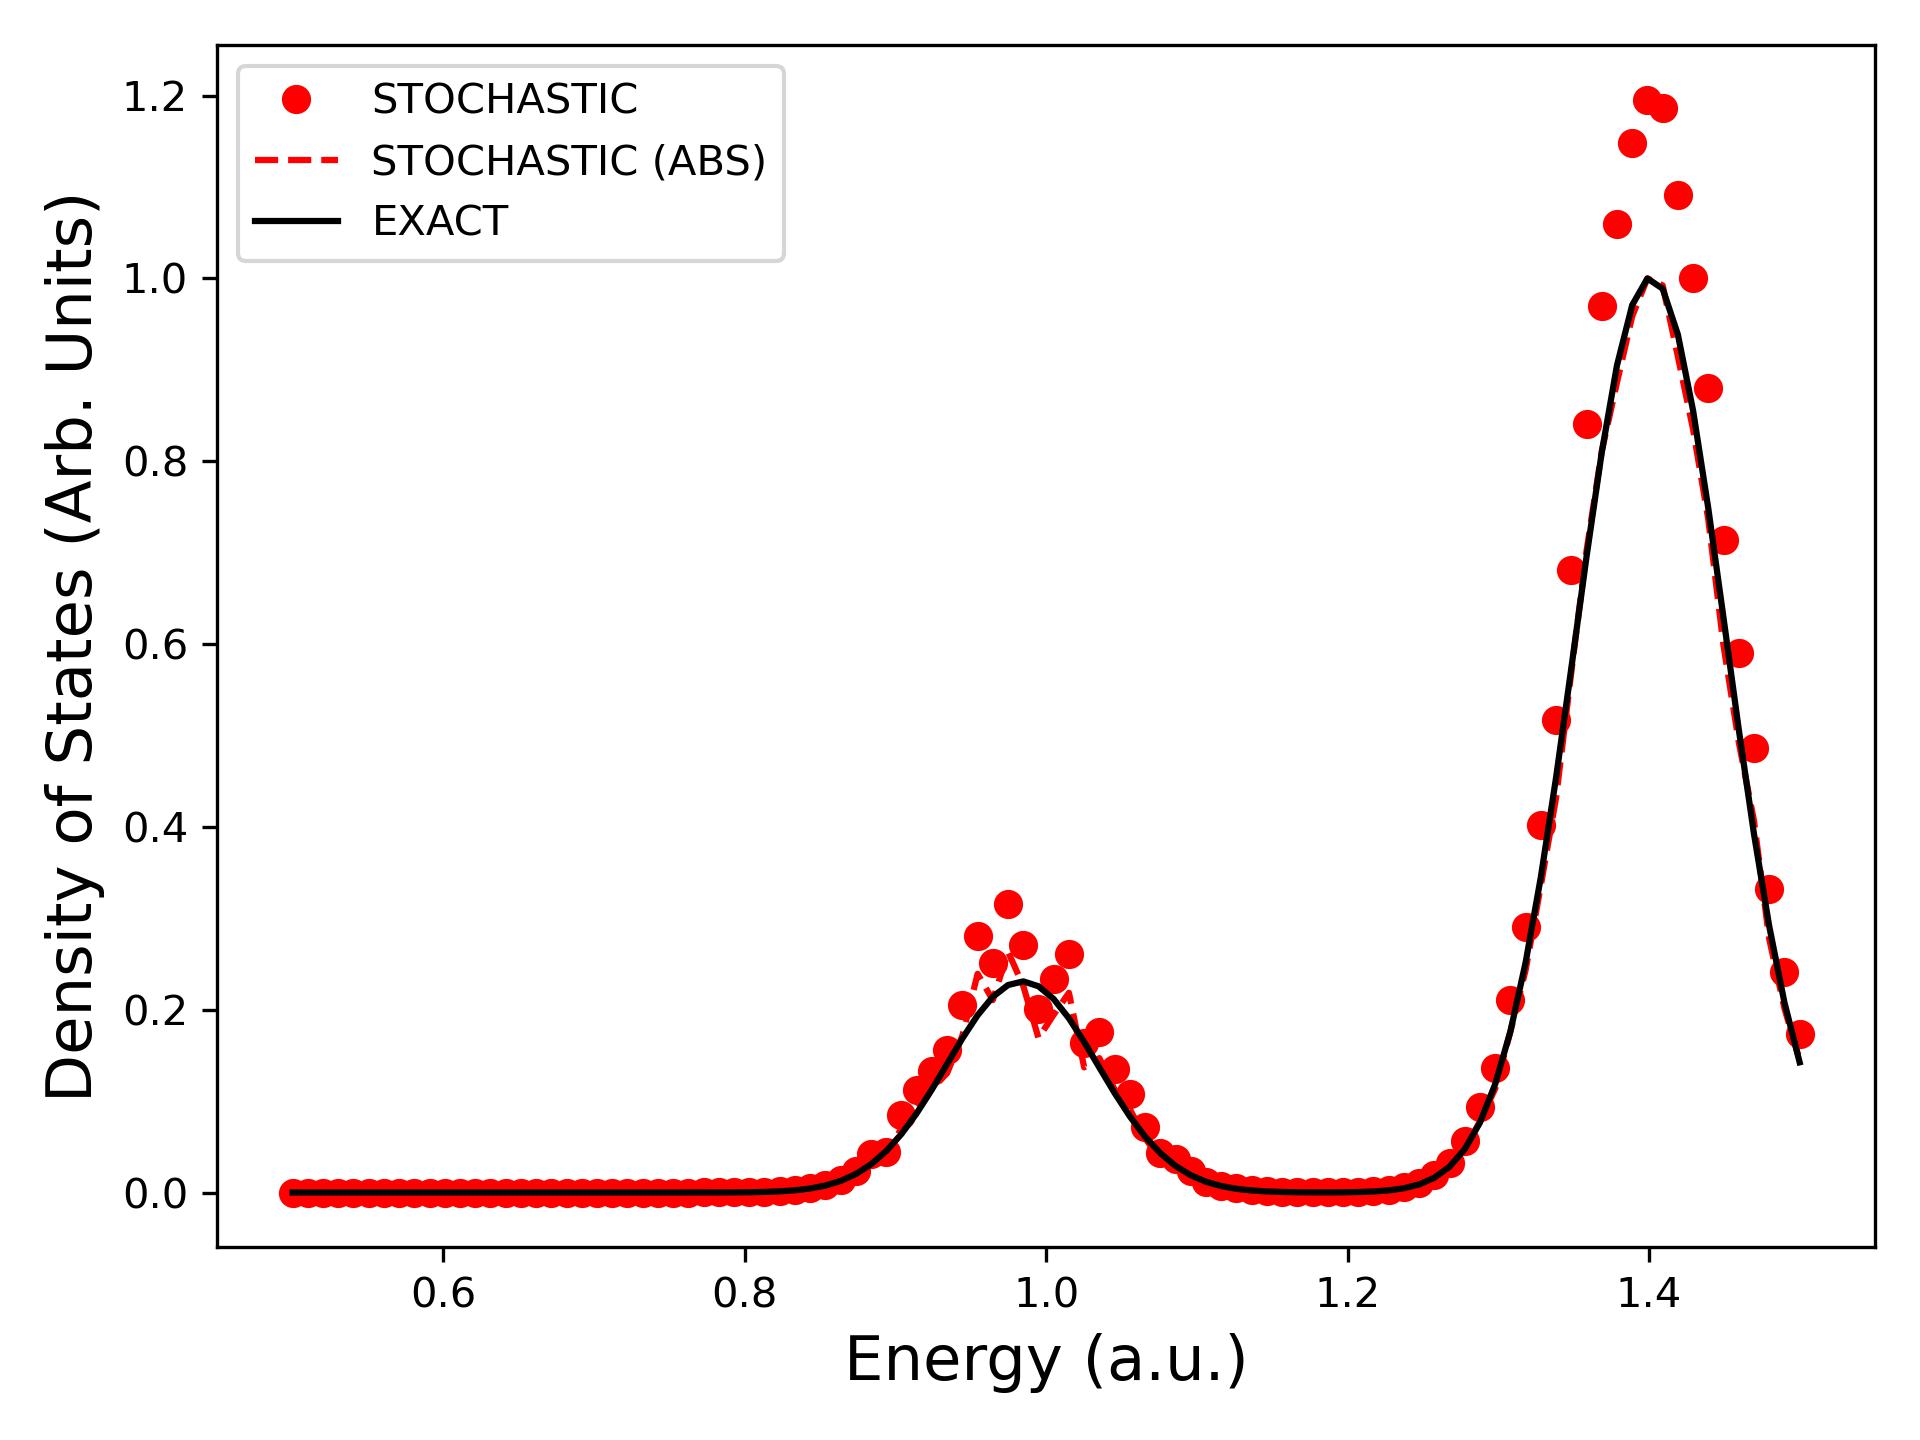 STOCHASTIC
STOCHASTIC (ABS)
EXACT
Density of States (Arb. Units)
1.2
1.0
0.8
0.6
0.4
0.2
0.0
0.6 0.8 1.0 1.2 1.4
Energy (a.u.)